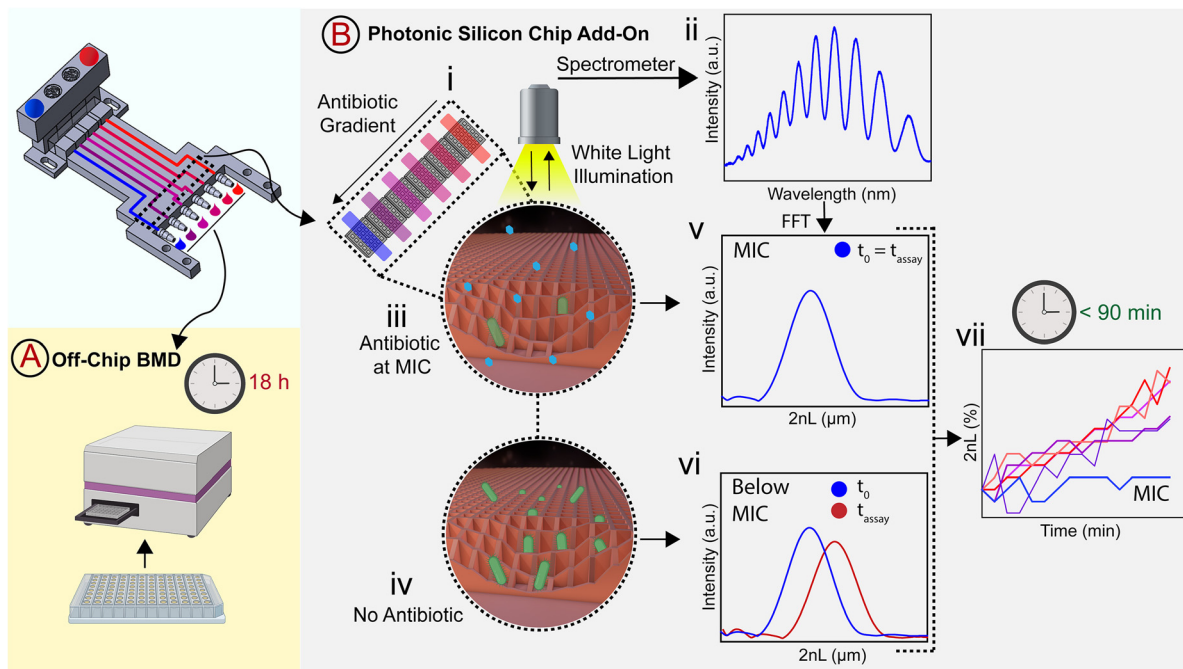 A Off-Chip BMD
18 h
B Photonic Silicon Chip Add-On
i
Antibiotic
Gradient
Spectrometer
White Light
Illumination
ii
Intensity (a.u.)
Wavelength (nm)
FFT
iii
Antibiotic
at MIC
iv
No Antibiotic
v
MIC
t0 = tassay
Intensity (a.u.)
2nL (µm)
vi
Below
MIC
t0
tassay
Intensity (a.u.)
2nL (µm)
< 90 min
vii
2nL (%)
MIC
Time (min)